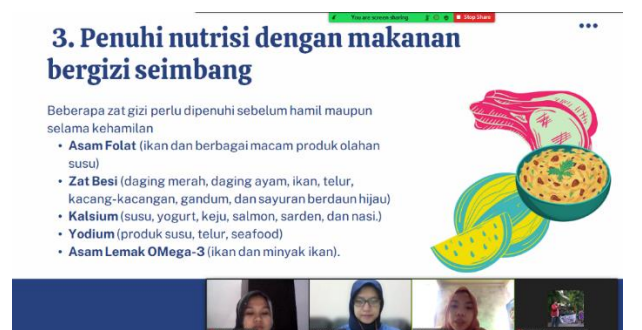 You are screen sharing
Stop Share
3. Penuhi nutrisi dengan makanan
bergizi seimbang
Beberapa zat gizi perlu dipenuhi sebelum hamil maupun
selama kehamilan
• Asam Folat (ikan dan berbagai macam produk olahan
susu)
• Zat Besi (daging merah, daging ayam, ikan, telur,
kacang-kacangan, gandum, dan sayuran berdaun hijau)
• Kalsium (susu, yogurt, keju, salmon, sarden, dan nasi.)
• Yodium (produk susu, telur, seafood)
• Asam Lemak OMega-3 (ikan dan minyak ikan).